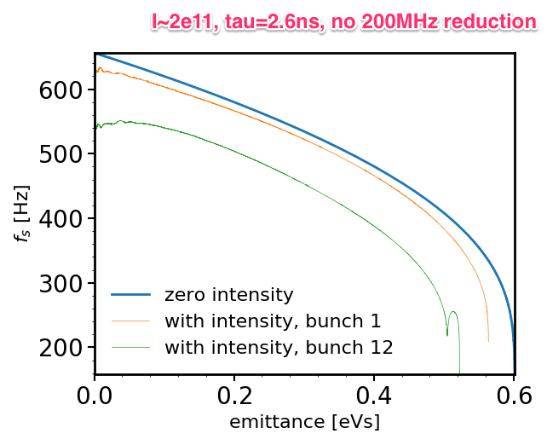 I~2e11, tau=2.6ns, no 200MHz reduction
600
500
400
300
200
f_s [Hz]
zero intensity
with intensity, bunch 1
with intensity, bunch 12
0.0 0.2 0.4 0.6
emittance [eVs]